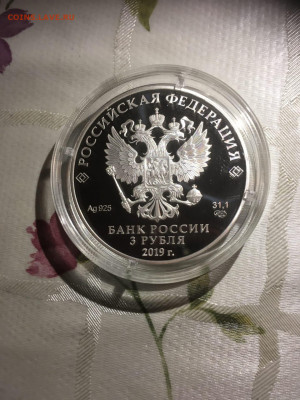 РОССИЙСКАЯ ФЕДЕРАЦИЯ
Ag 925
31,1
БАНК РОССИИ
3 РУБЛЯ
2019 г.